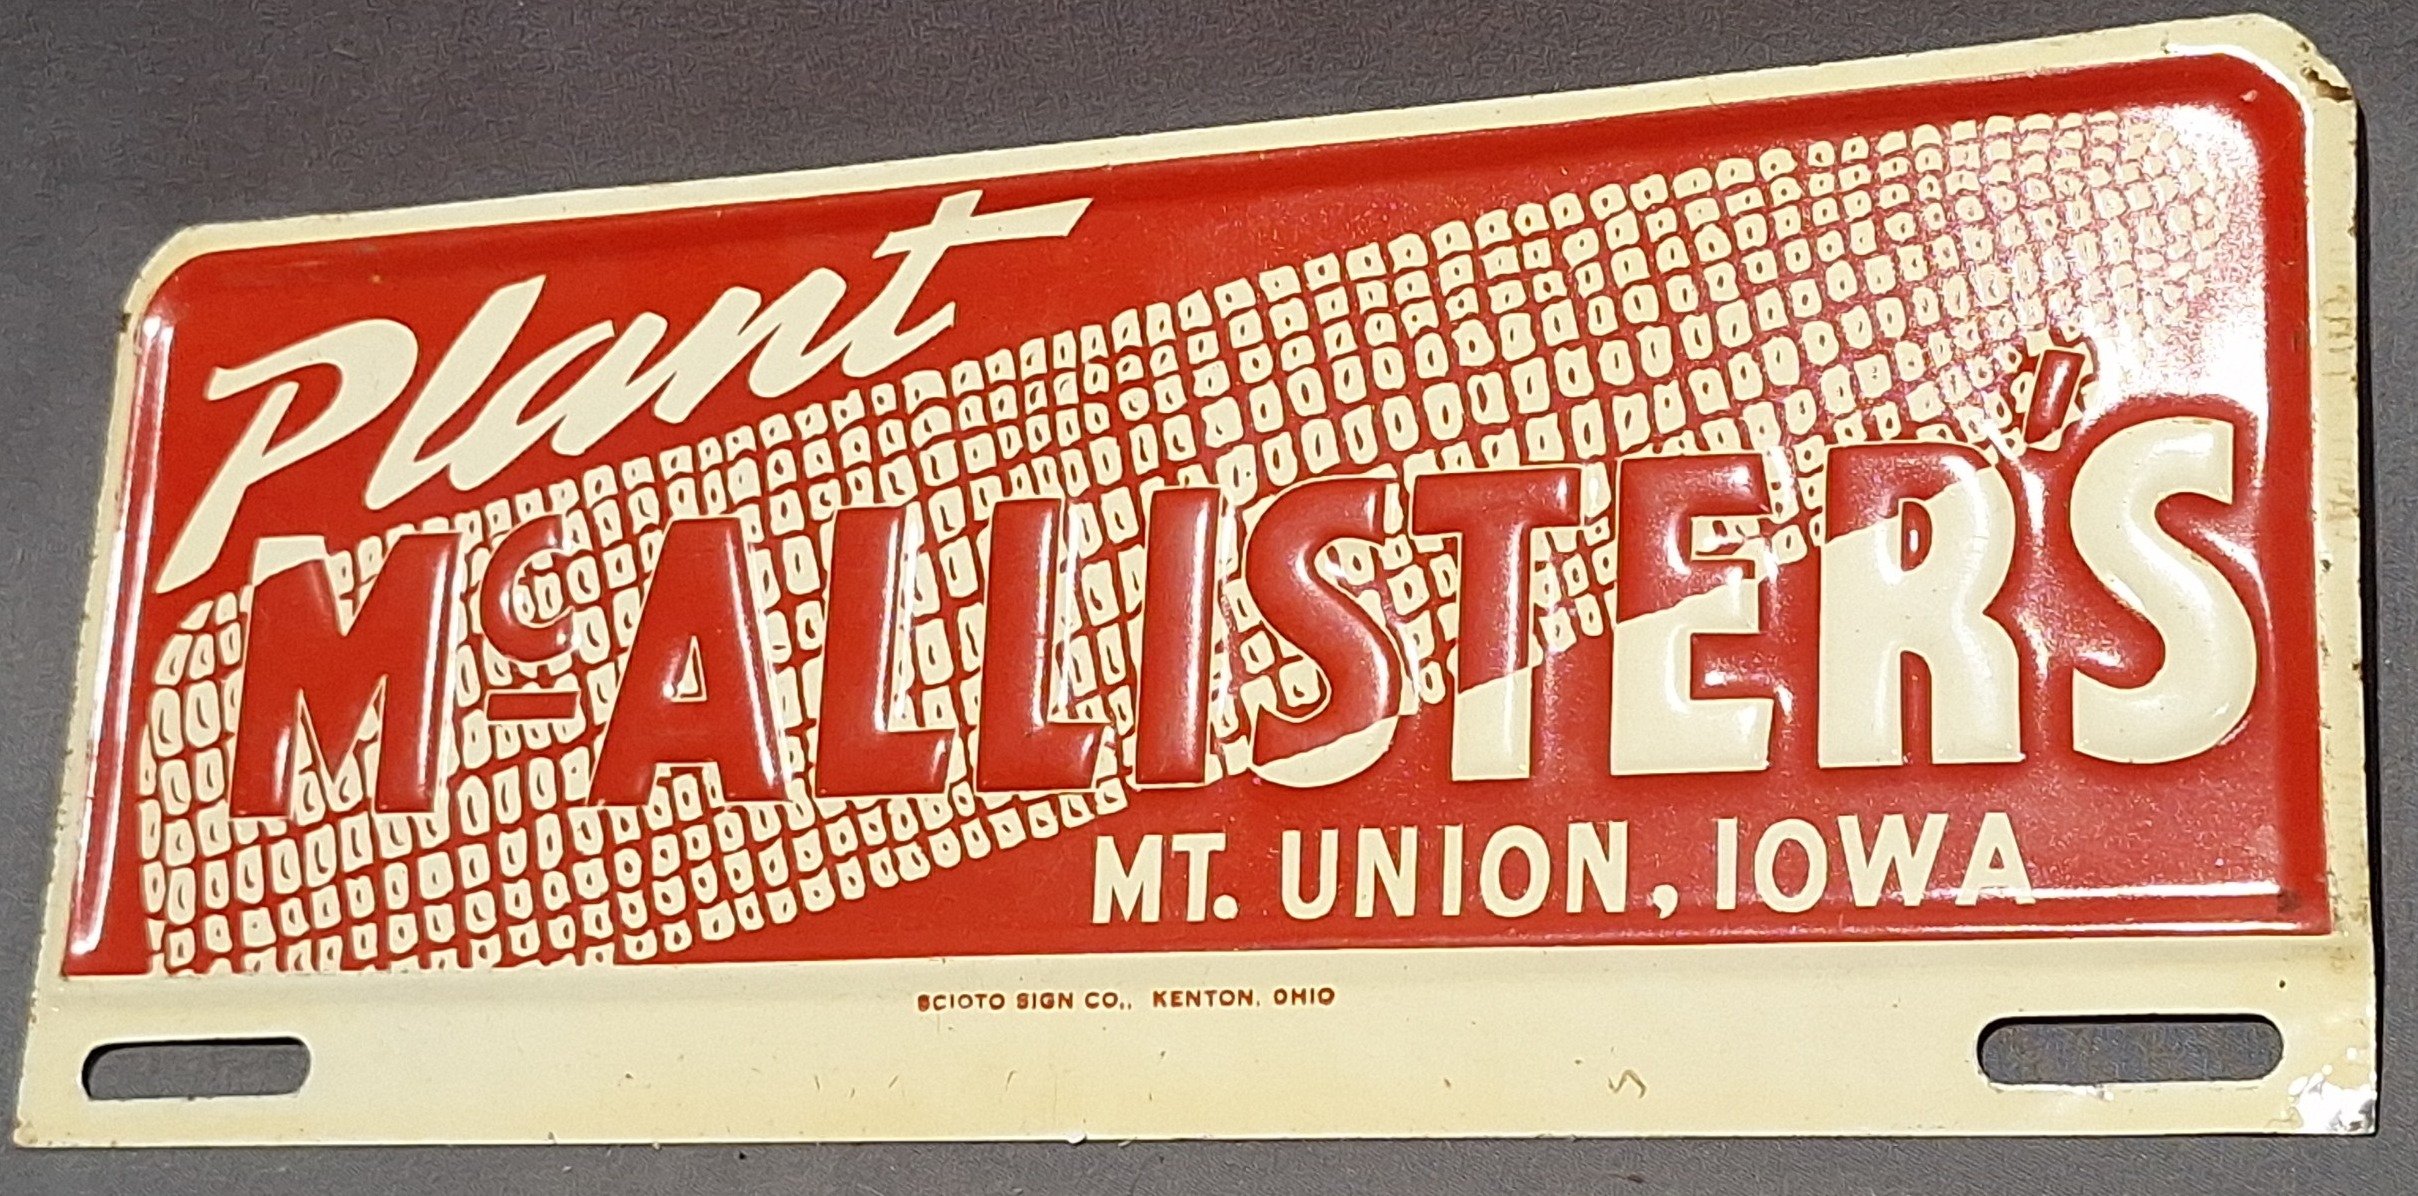 Plant
McALLISTER'S
MT. UNION, IOWA
SCIOTO SIGN CO., KENTON, OHIO